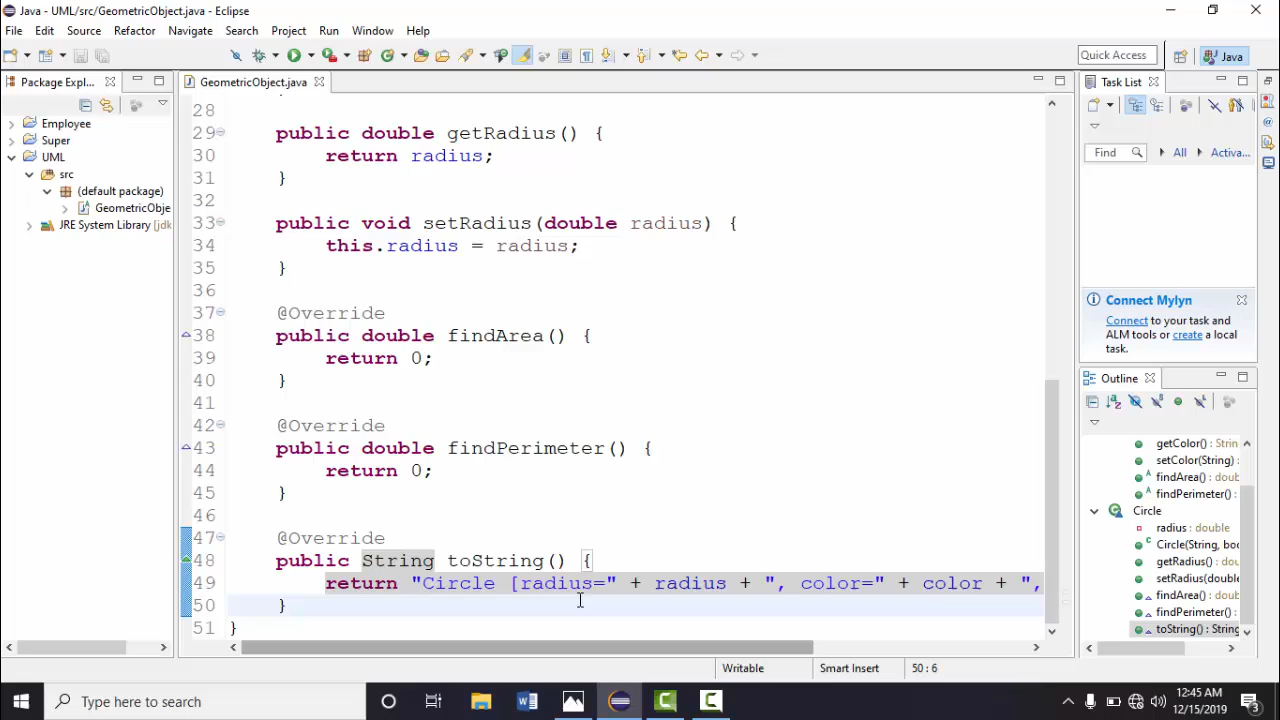 Java - UML/src/GeometricObject.java - Eclipse
File Edit Source Refactor Navigate Search Project Run Window Help
Quick Access Java
Package Expl...
GeometricObject.java
Task List
Employee
Super
UML
src
(default package)
GeometricObje
JRE System Library [jdk
28
29 public double getRadius() {
30 return radius;
31 }
32
33 public void setRadius(double radius) {
34 this.radius = radius;
35 }
36
37 @Override
38 public double findArea() {
39 return 0;
40 }
41
42 @Override
43 public double findPerimeter() {
44 return 0;
45 }
46
47 @Override
48 public String toString() {
49 return "Circle [radius=" + radius + ", color=" + color + ",
50 }
51 }
Find All Activa...
Connect Mylyn
Connect to your task and
ALM tools or create a local
task.
Outline
getColor() : Strin
setColor(String) :
findArea() : doub
findPerimeter() :
Circle
radius : double
Circle(String, boo
getRadius() : dou
setRadius(double
findArea() : doub
findPerimeter() :
toString() : String
Writable Smart Insert 50 : 6
Type here to search
12:45 AM
12/15/2019
3